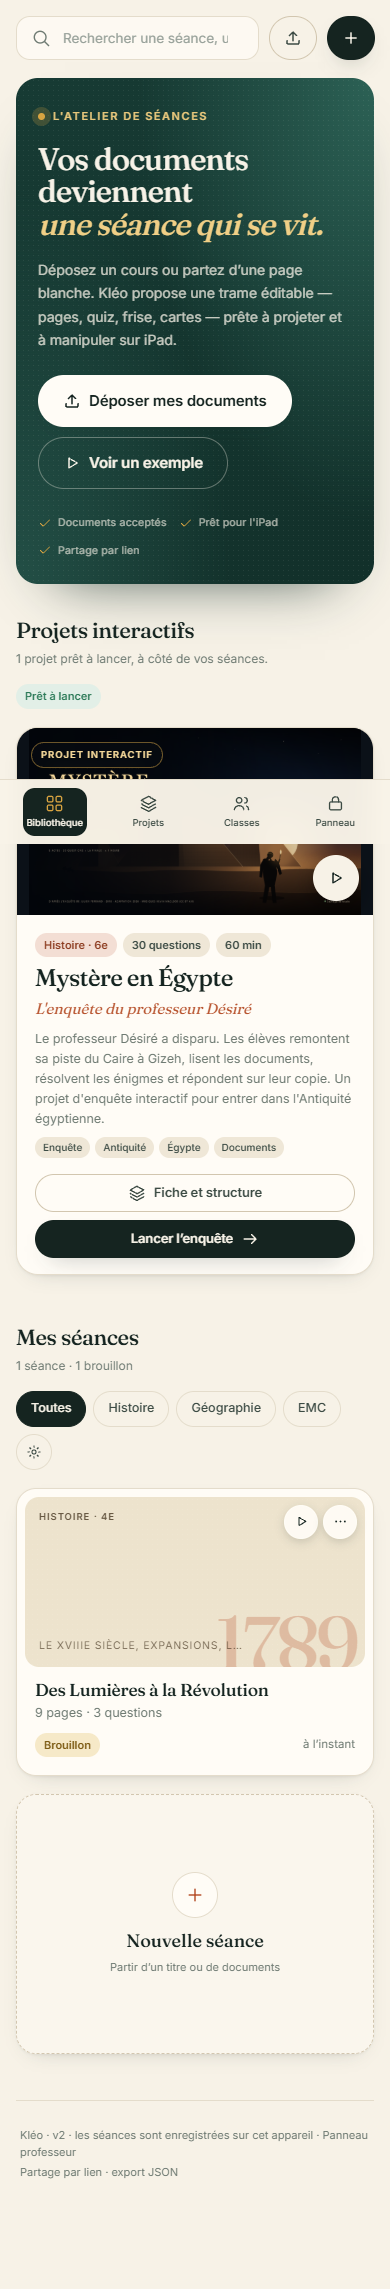 Rechercher une séance, u
L'ATELIER DE SÉANCES
Vos documents
deviennent
une séance qui se vit.
Déposez un cours ou partez d’une page
blanche. Kléo propose une trame éditable —
pages, quiz, frise, cartes — prête à projeter et
à manipuler sur iPad.
Déposer mes documents
Voir un exemple
Documents acceptés
Prêt pour l'iPad
Partage par lien
Projets interactifs
1 projet prêt à lancer, à côté de vos séances.
Prêt à lancer
PROJET INTERACTIF
MYSTÈRE
Bibliothèque
Projets
Classes
Panneau
Histoire · 6e
30 questions
60 min
Mystère en Égypte
L'enquête du professeur Désiré
Le professeur Désiré a disparu. Les élèves remontent
sa piste du Caire à Gizeh, lisent les documents,
résolvent les énigmes et répondent sur leur copie. Un
projet d'enquête interactif pour entrer dans l'Antiquité
égyptienne.
Enquête
Antiquité
Égypte
Documents
Fiche et structure
Lancer l’enquête
Mes séances
1 séance · 1 brouillon
Toutes
Histoire
Géographie
EMC
HISTOIRE · 4E
1789
LE XVIIIE SIÈCLE, EXPANSIONS, L…
Des Lumières à la Révolution
9 pages · 3 questions
Brouillon
à l’instant
Nouvelle séance
Partir d’un titre ou de documents
Kléo · v2 · les séances sont enregistrées sur cet appareil · Panneau
professeur
Partage par lien · export JSON